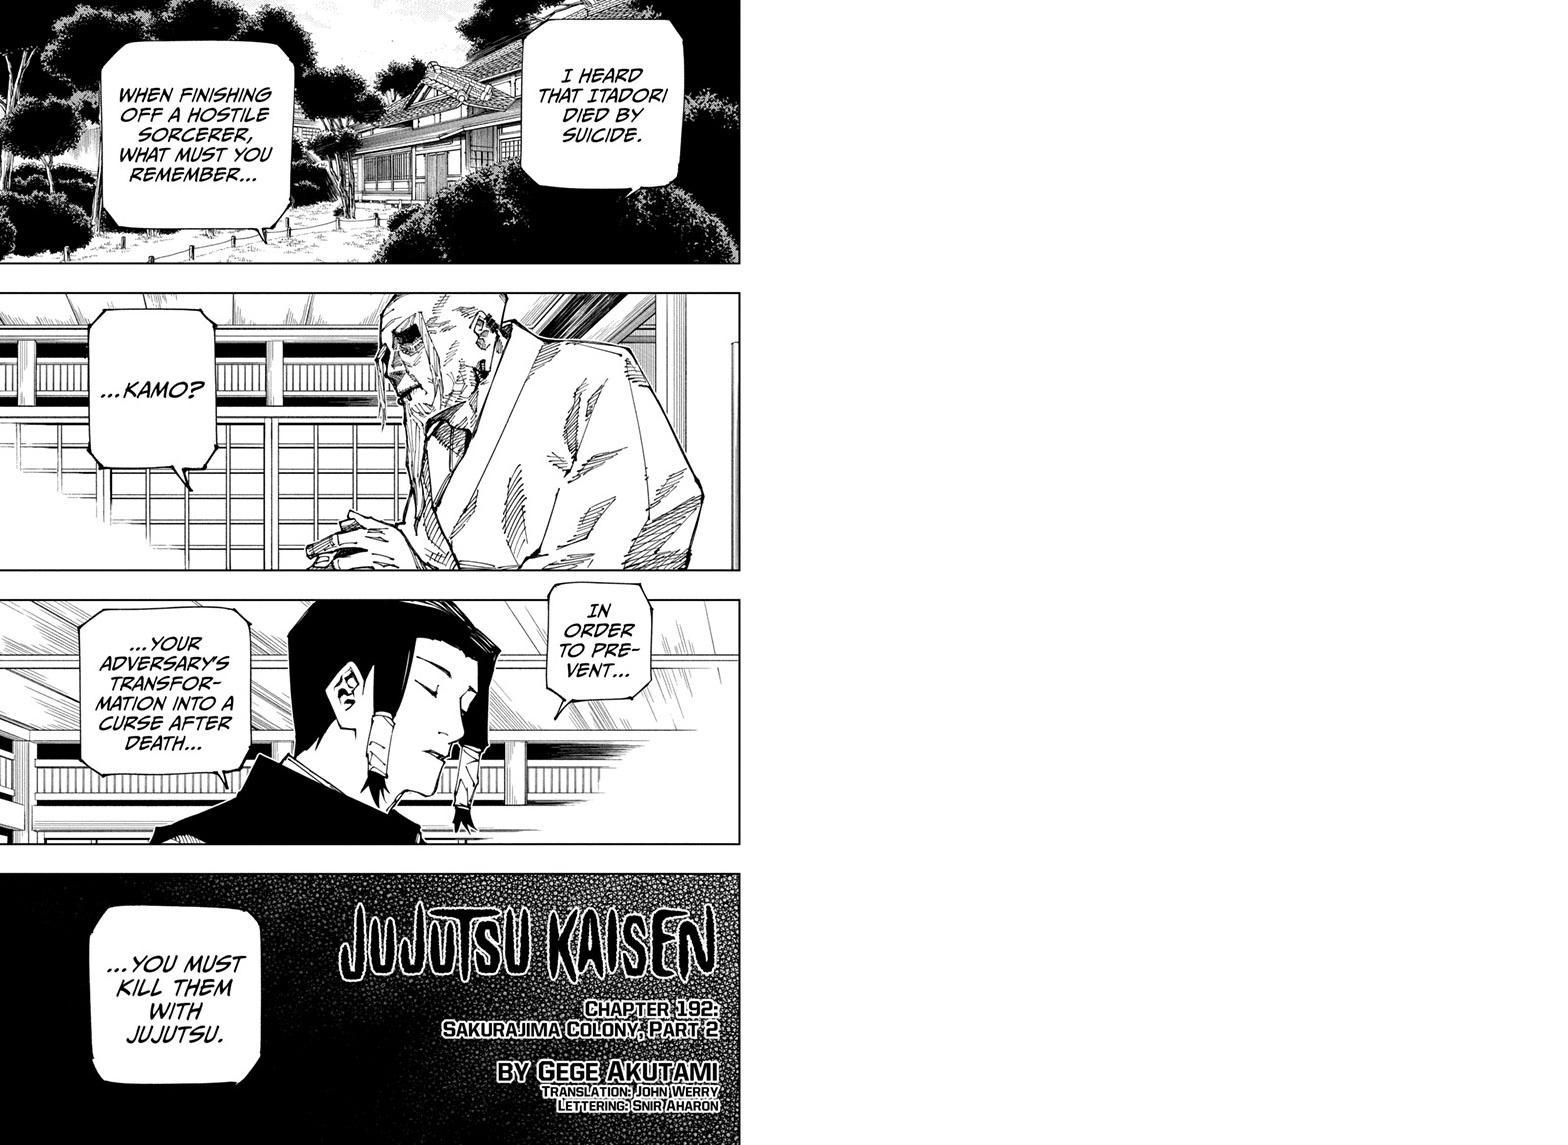 I HEARD
THAT ITADORI
DIED BY
SUICIDE.
WHEN FINISHING
OFF A HOSTILE
SORCERER,
WHAT MUST YOU
REMEMBER...
...KAMO?
IN
ORDER
TO PRE-
VENT...
...YOUR
ADVERSARY'S
TRANSFOR-
MATION INTO A
CURSE AFTER
DEATH...
JUJUTSU KAISEN
CHAPTER 192:
SAKURAJIMA COLONY, PART 2
BY GEGE AKUTAMI
TRANSLATION: JOHN WERRY
LETTERING: SNIR AHARON
...YOU MUST
KILL THEM
WITH
JUJUTSU.